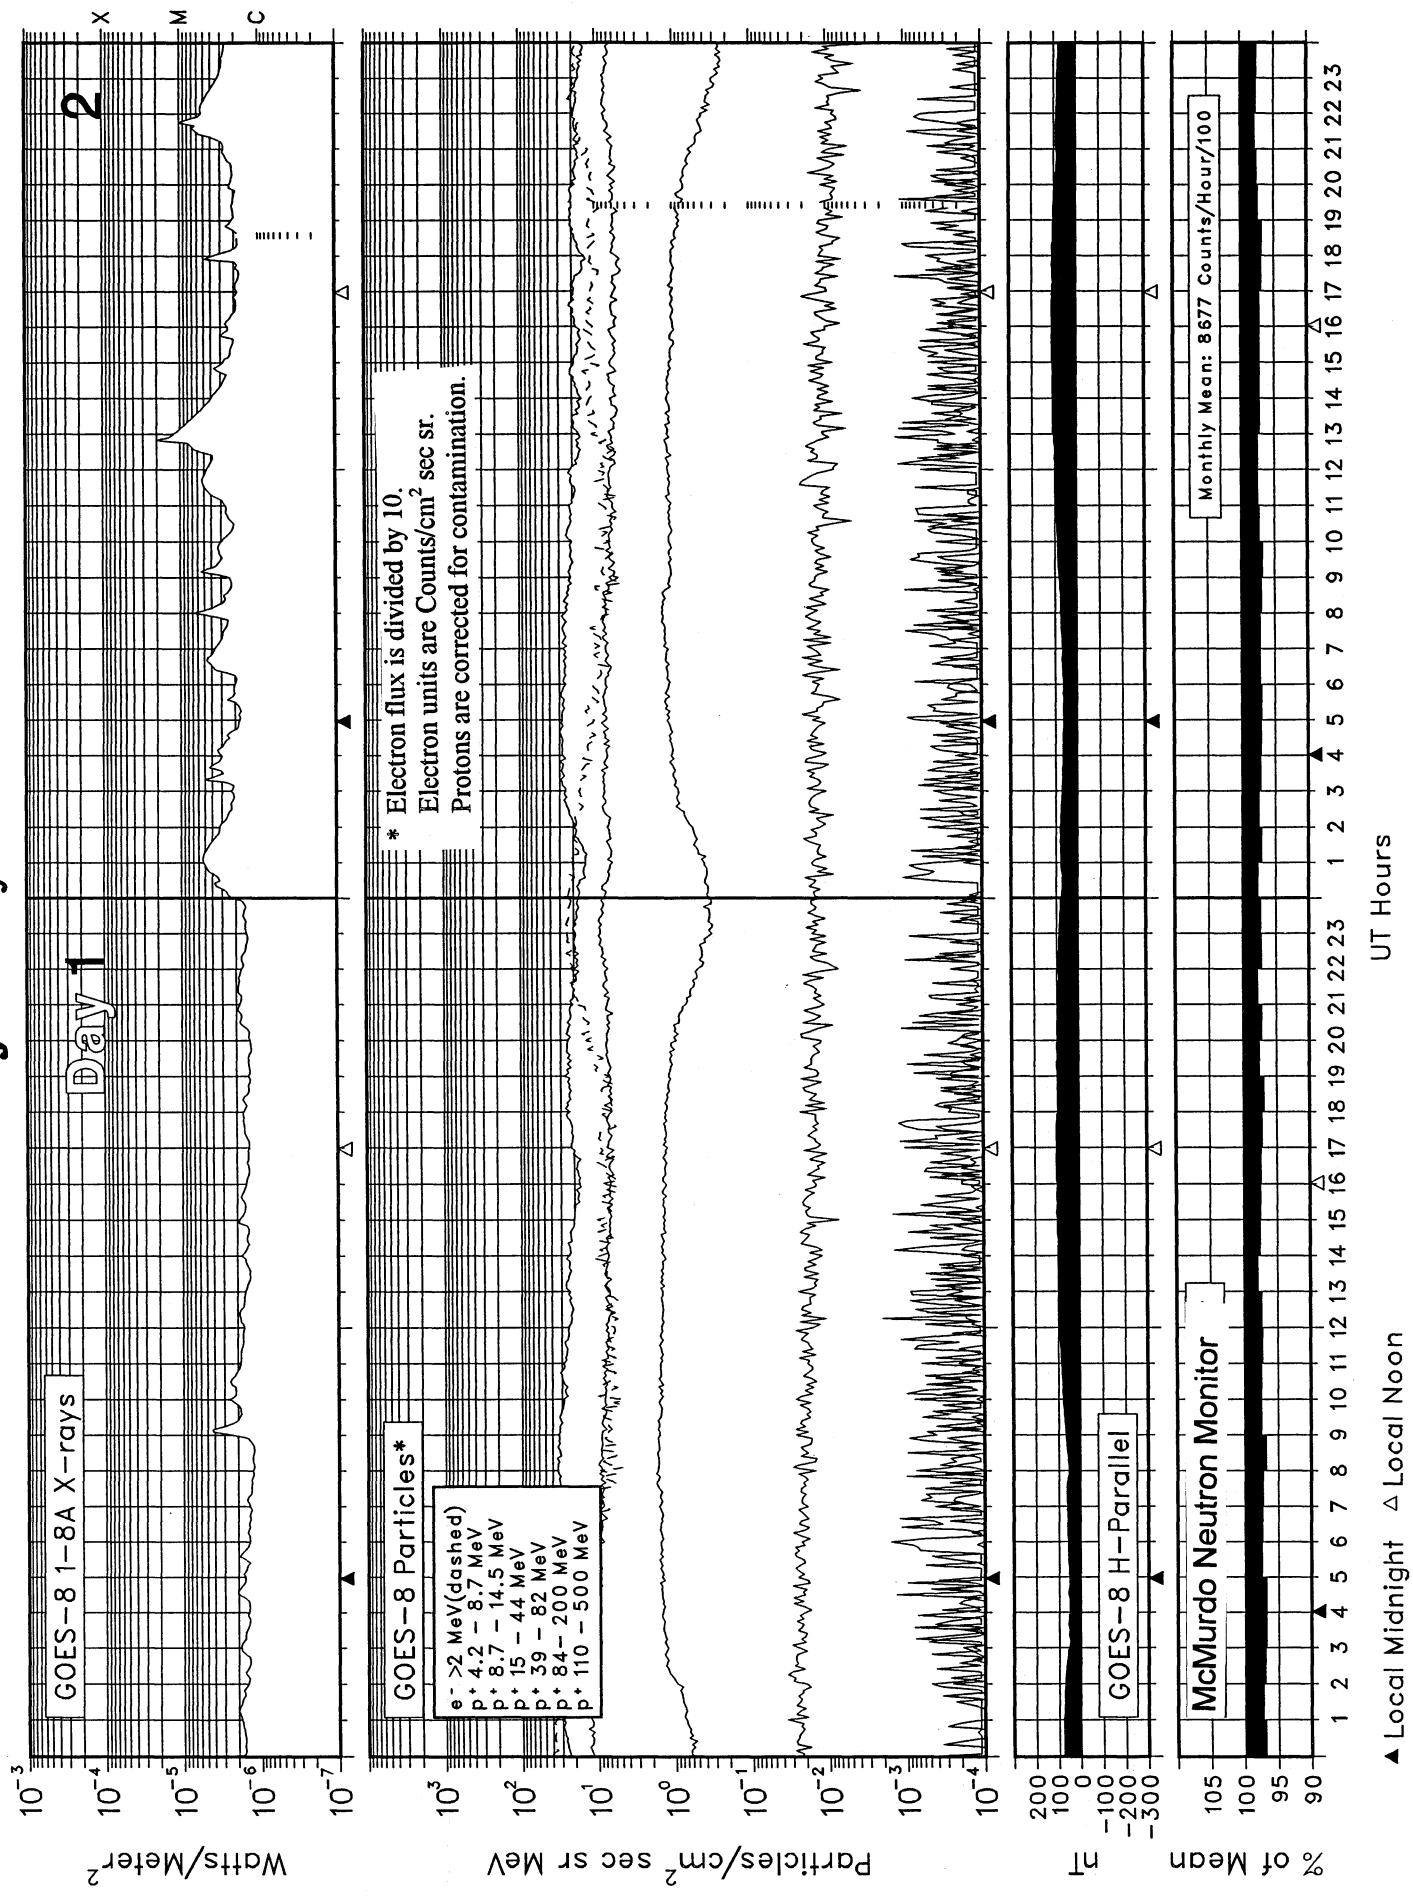 Day 1
2
GOES-8 1-8A X-rays
X
M
C
10-3
10-4
10-5
10-6
10-7
Watts/Meter2
GOES-8 Particles*
e- >2 MeV(dashed)
p+ 4.2 - 8.7 MeV
p+ 8.7 - 14.5 MeV
p+ 15 - 44 MeV
p+ 39 - 82 MeV
p+ 84 - 200 MeV
p+ 110 - 500 MeV
* Electron flux is divided by 10.
Electron units are Counts/cm2 sec sr.
Protons are corrected for contamination.
103
102
101
100
10-1
10-2
10-3
10-4
Particles/cm2 sec sr MeV
GOES-8 H-Parallel
200
100
0
-100
-200
-300
nT
McMurdo Neutron Monitor
Monthly Mean: 8677 Counts/Hour/100
105
100
95
90
% of Mean
1 2 3 4 5 6 7 8 9 10 11 12 13 14 15 16 17 18 19 20 21 22 23 1 2 3 4 5 6 7 8 9 10 11 12 13 14 15 16 17 18 19 20 21 22 23
UT Hours
▲ Local Midnight △ Local Noon